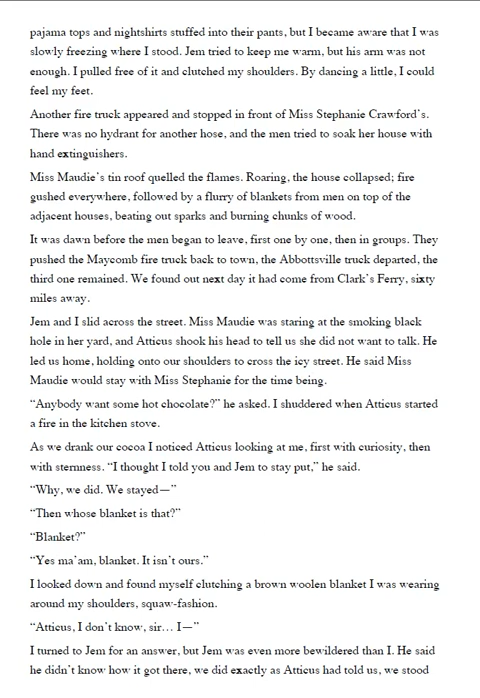 pajama tops and nightshirts stuffed into their pants, but I became aware that I was
slowly freezing where I stood. Jem tried to keep me warm, but his arm was not
enough. I pulled free of it and clutched my shoulders. By dancing a little, I could
feel my feet.
Another fire truck appeared and stopped in front of Miss Stephanie Crawford's.
There was no hydrant for another hose, and the men tried to soak her house with
hand extinguishers.
Miss Maudie's tin roof quelled the flames. Roaring, the house collapsed; fire
gushed everywhere, followed by a flurry of blankets from men on top of the
adjacent houses, beating out sparks and burning chunks of wood.
It was dawn before the men began to leave, first one by one, then in groups. They
pushed the Maycomb fire truck back to town, the Abbottsville truck departed, the
third one remained. We found out next day it had come from Clark's Ferry, sixty
miles away.
Jem and I slid across the street. Miss Maudie was staring at the smoking black
hole in her yard, and Atticus shook his head to tell us she did not want to talk. He
led us home, holding onto our shoulders to cross the icy street. He said Miss
Maudie would stay with Miss Stephanie for the time being.
“Anybody want some hot chocolate?” he asked. I shuddered when Atticus started
a fire in the kitchen stove.
As we drank our cocoa I noticed Atticus looking at me, first with curiosity, then
with sternness. “I thought I told you and Jem to stay put,” he said.
“Why, we did. We stayed—”
“Then whose blanket is that?”
“Blanket?”
“Yes ma'am, blanket. It isn't ours.”
I looked down and found myself clutching a brown woolen blanket I was wearing
around my shoulders, squaw-fashion.
“Atticus, I don't know, sir… I—”
I turned to Jem for an answer, but Jem was even more bewildered than I. He said
he didn't know how it got there, we did exactly as Atticus had told us, we stood